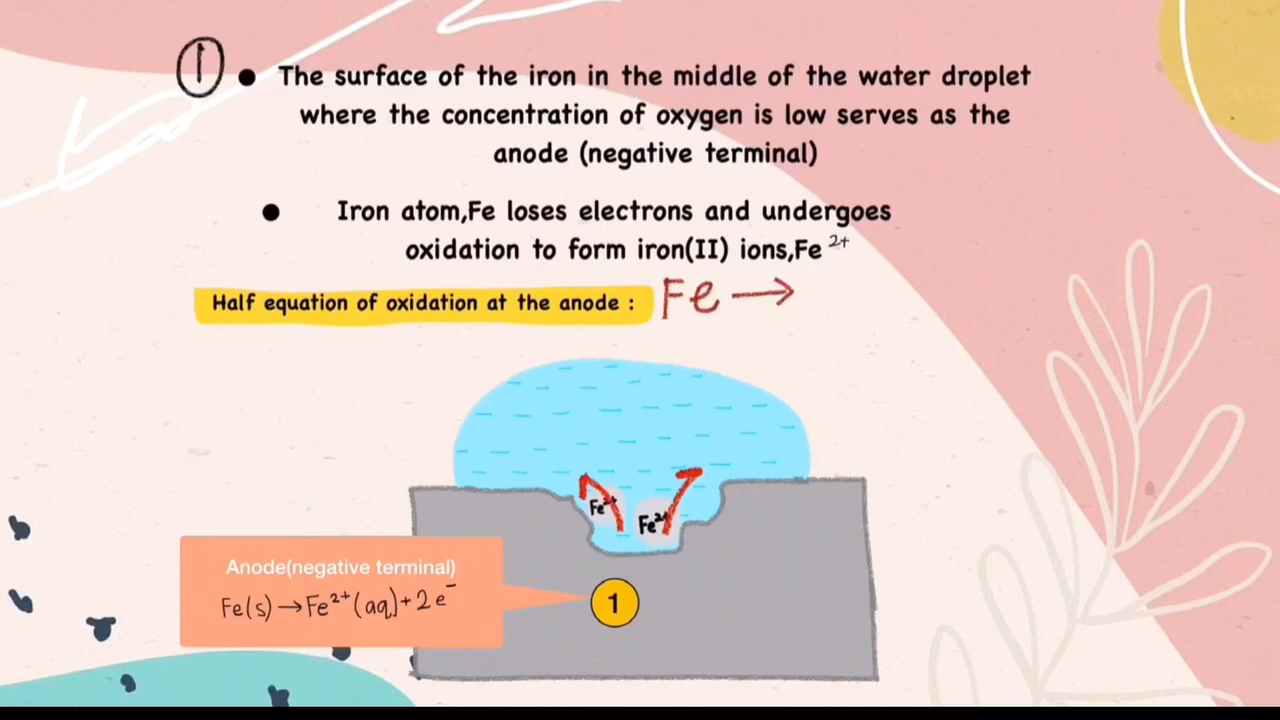 1
● The surface of the iron in the middle of the water droplet
where the concentration of oxygen is low serves as the
anode (negative terminal)
● Iron atom,Fe loses electrons and undergoes
oxidation to form iron(II) ions,Fe²⁺
Half equation of oxidation at the anode : Fe →
Fe²⁺ Fe²⁺
Anode(negative terminal)
Fe(s) → Fe²⁺(aq) + 2e⁻
1